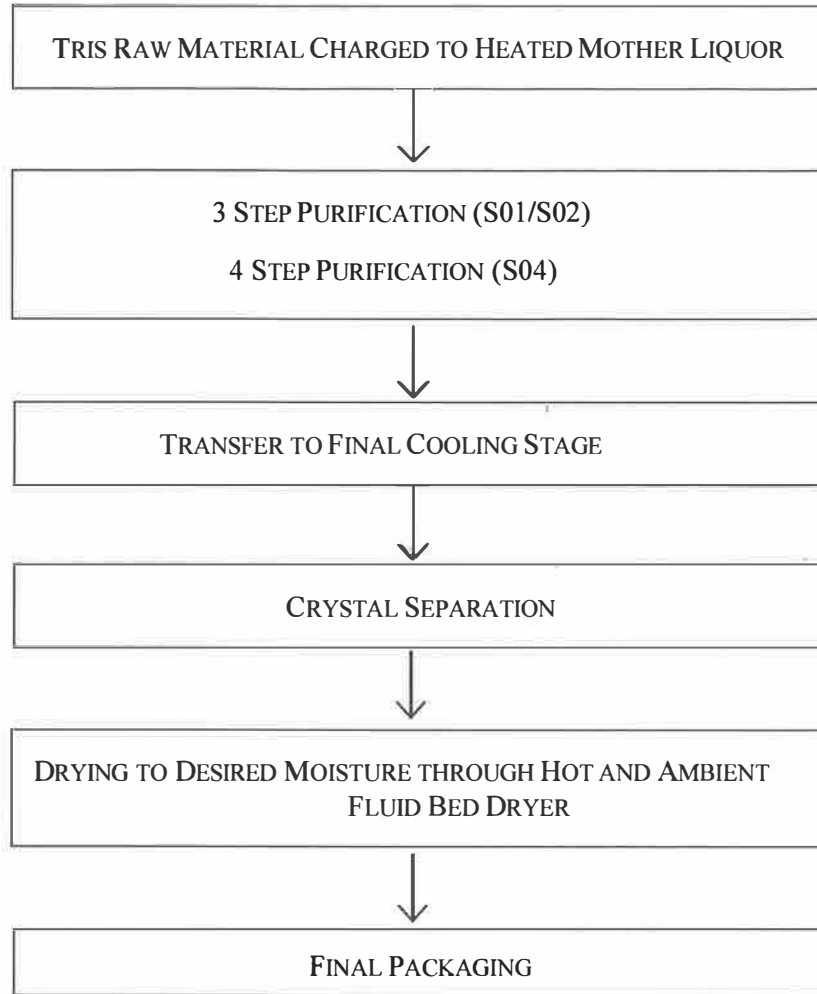 TRIS RAW MATERIAL CHARGED TO HEATED MOTHER LIQUOR
3 STEP PURIFICATION (S01/S02)
4 STEP PURIFICATION (S04)
TRANSFER TO FINAL COOLING STAGE
CRYSTAL SEPARATION
DRYING TO DESIRED MOISTURE THROUGH HOT AND AMBIENT
FLUID BED DRYER
FINAL PACKAGING